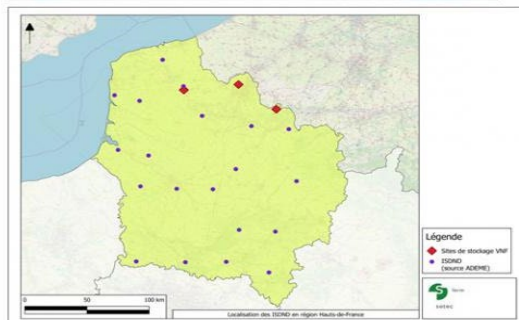 Légende
Sites de stockage VNF
ISDND
(source ADEME)
0
50
100 km
Localisation des ISDND en région Hauts-de-France
setec